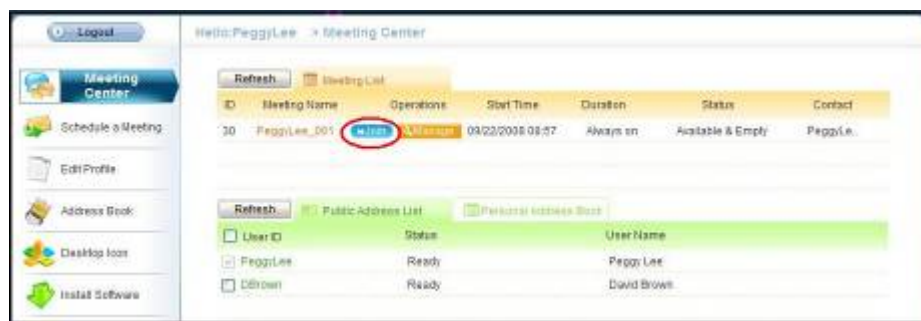 Logout
Hello:PeggyLee > Meeting Center
Meeting Center
Schedule a Meeting
Edit Profile
Address Book
Desktop Icon
Install Software
Refresh Meeting List
ID Meeting Name Operations Start Time Duration Status Contact
30 PeggyLee_001 Join Manage 09/22/2008 08:57 Always on Available & Empty PeggyLe..
Refresh Public Address List Personal Address Book
User ID Status User Name
PeggyLee Ready Peggy Lee
DBrown Ready David Brown